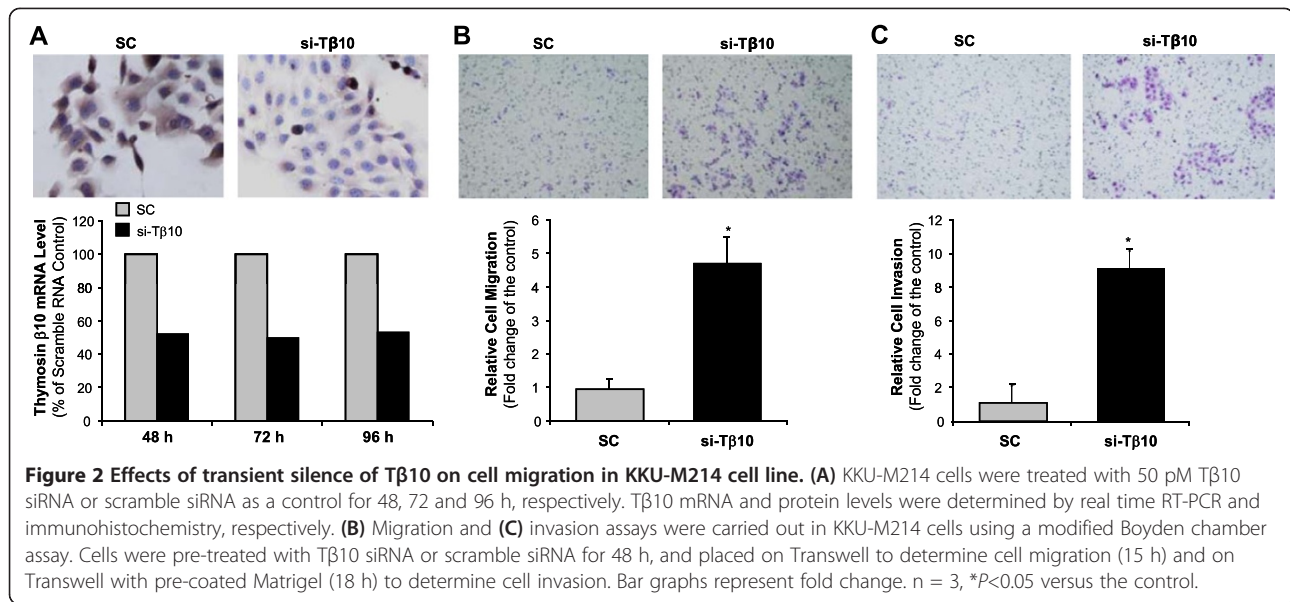 A
SC
si-Tβ10
B
SC
si-Tβ10
C
SC
si-Tβ10
SC
si-Tβ10
Thymosin β10 mRNA Level
(% of Scramble RNA Control)
120
100
80
60
40
20
0
48 h
72 h
96 h
Relative Cell Migration
(Fold change of the control)
6
5
4
3
2
1
0
*
SC
si-Tβ10
Relative Cell Invasion
(Fold change of the control)
12
10
8
6
4
2
0
*
SC
si-Tβ10
Figure 2 Effects of transient silence of Tβ10 on cell migration in KKU-M214 cell line. (A) KKU-M214 cells were treated with 50 pM Tβ10
siRNA or scramble siRNA as a control for 48, 72 and 96 h, respectively. Tβ10 mRNA and protein levels were determined by real time RT-PCR and
immunohistochemistry, respectively. (B) Migration and (C) invasion assays were carried out in KKU-M214 cells using a modified Boyden chamber
assay. Cells were pre-treated with Tβ10 siRNA or scramble siRNA for 48 h, and placed on Transwell to determine cell migration (15 h) and on
Transwell with pre-coated Matrigel (18 h) to determine cell invasion. Bar graphs represent fold change. n = 3, *P<0.05 versus the control.